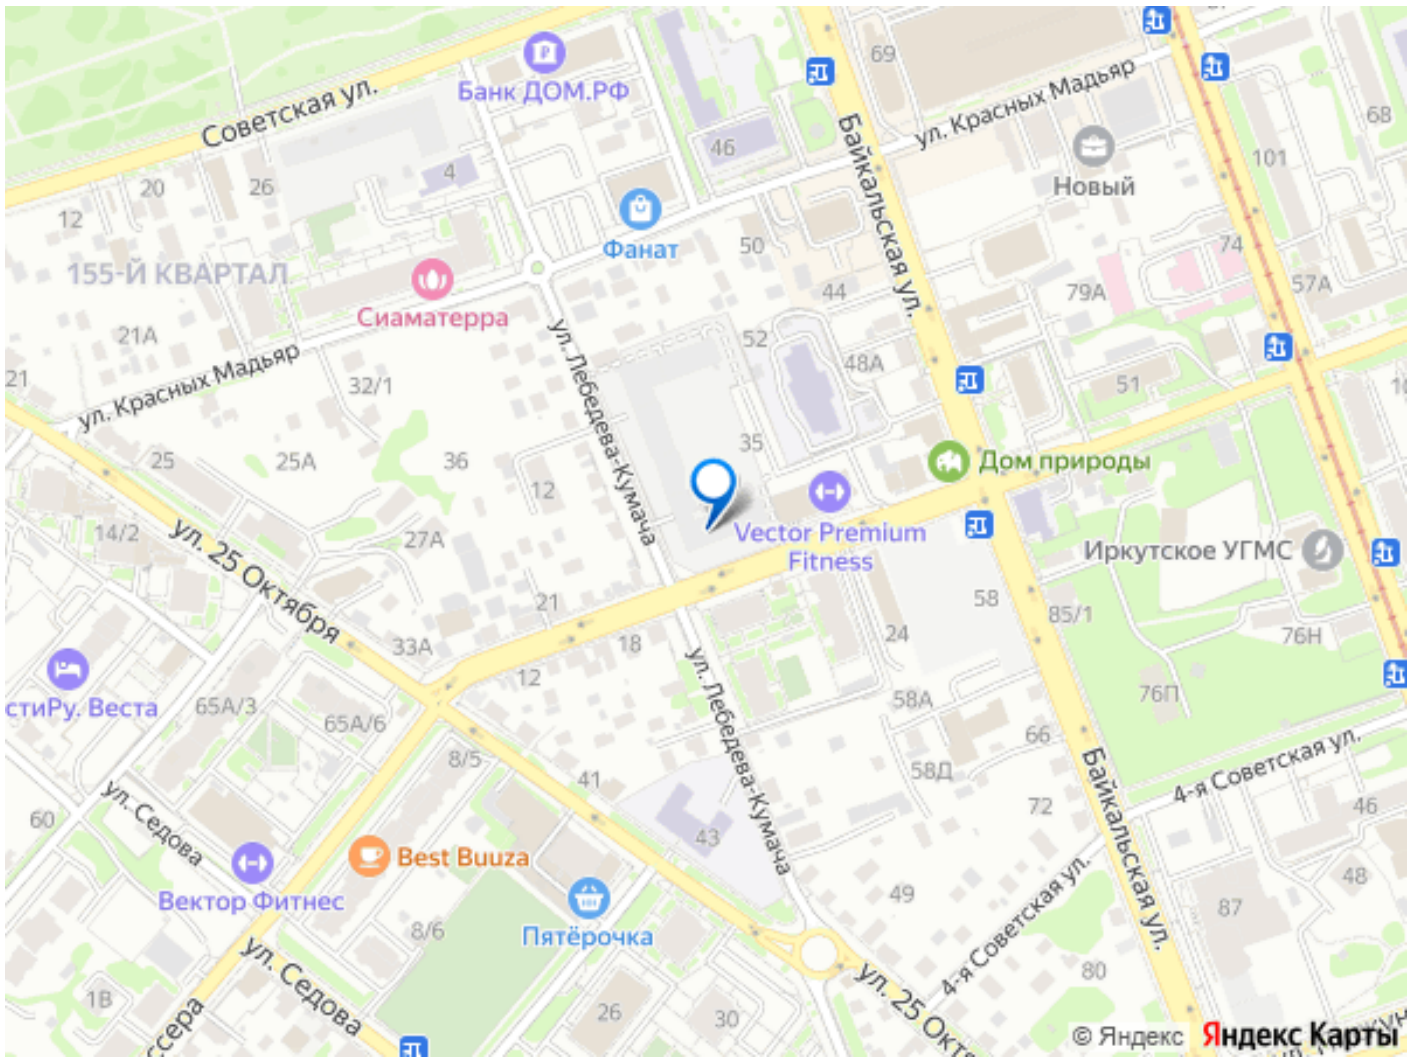 69
Банк ДОМ.РФ
Советская ул.
ул. Красных Мадьяр
68
46
101
Байкальская ул.
4
20
26
Новый
12
Фанат
50
74
155-Й КВАРТАЛ
57А
79А
44
Сиаматерра
21А
52
ул. Лебедева-Кумача
48А
21
ул. Красных Мадьяр
32/1
51
35
25
25А
36
Дом природы
12
14/2
ул. 25 Октября
27А
Vector Premium
Fitness
Иркутское УГМС
21
58
85/1
33А
18
24
76Н
12
стиРу. Веста
65А/3
65А/6
ул. Лебедева-Кумача
58А
76П
66
8/5
41
58Д
Байкальская ул.
4-я Советская ул.
72
46
60
ул. Седова
43
Best Buuza
4-я Советская ул.
49
48
Вектор Фитнес
87
8/6
Пятёрочка
ул. Седова
80
ул. 25 Октя
1В
26
30
ссера
© Яндекс
Яндекс Карты